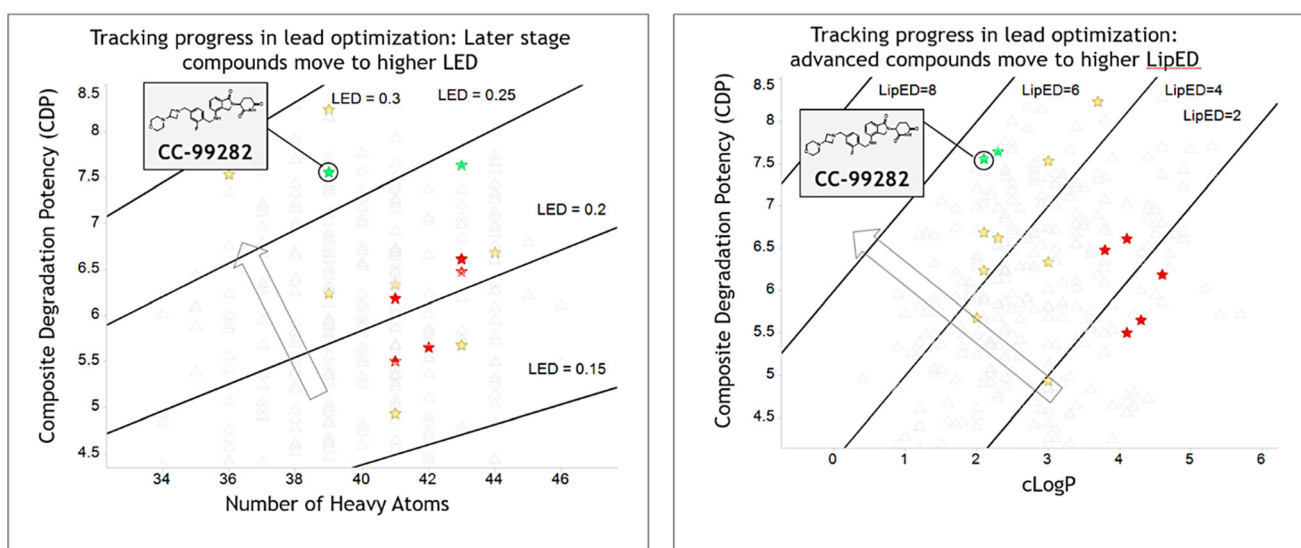 Tracking progress in lead optimization: Later stage
compounds move to higher LED
Composite Degradation Potency (CDP)
8.5
8
7.5
7
6.5
6
5.5
5
4.5
LED = 0.3
LED = 0.25
LED = 0.2
LED = 0.15
CC-99282
34 36 38 40 42 44 46
Number of Heavy Atoms
Tracking progress in lead optimization:
advanced compounds move to higher LipED
Composite Degradation Potency (CDP)
8.5
8
7.5
7
6.5
6
5.5
5
4.5
LipED=8
LipED=6
LipED=4
LipED=2
CC-99282
0 1 2 3 4 5 6
cLogP